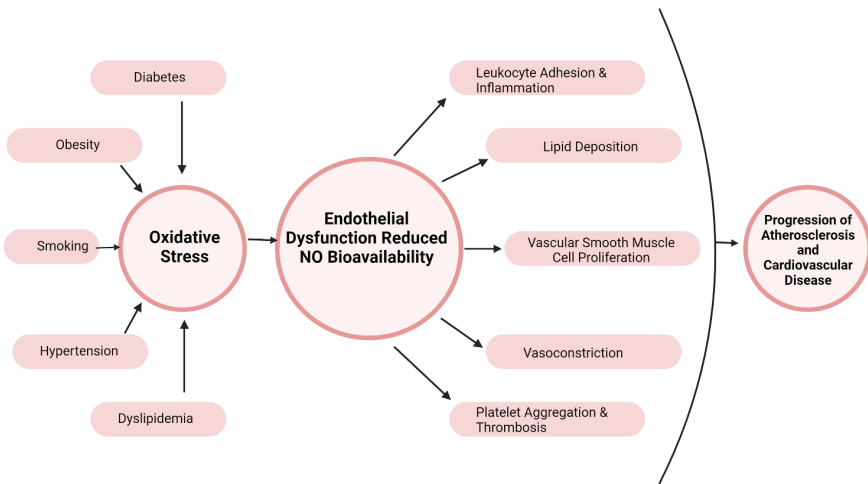 Diabetes
Obesity
Smoking
Hypertension
Dyslipidemia
Oxidative
Stress
Endothelial
Dysfunction Reduced
NO Bioavailability
Leukocyte Adhesion &
Inflammation
Lipid Deposition
Vascular Smooth Muscle
Cell Proliferation
Vasoconstriction
Platelet Aggregation &
Thrombosis
Progression of
Atherosclerosis
and
Cardiovascular
Disease